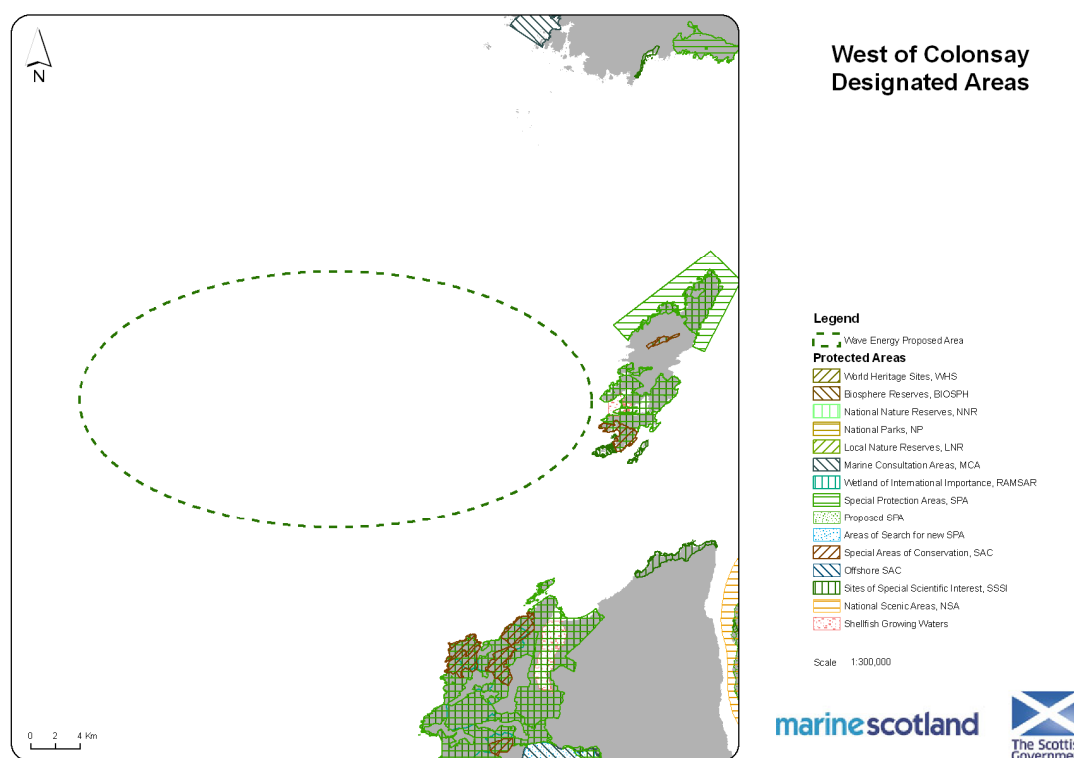 West of Colonsay
Designated Areas
N
Legend
Wave Energy Proposed Area
Protected Areas
World Heritage Sites, WHS
Biosphere Reserves, BIOSPH
National Nature Reserves, NNR
National Parks, NP
Local Nature Reserves, LNR
Marine Consultation Areas, MCA
Wetland of International Importance, RAMSAR
Special Protection Areas, SPA
Proposed SPA
Areas of Search for new SPA
Special Areas of Conservation, SAC
Offshore SAC
Sites of Special Scientific Interest, SSSI
National Scenic Areas, NSA
Shellfish Growing Waters
Scale 1:300,000
0 2 4 Km
marinescotland
The Scottis
Governm